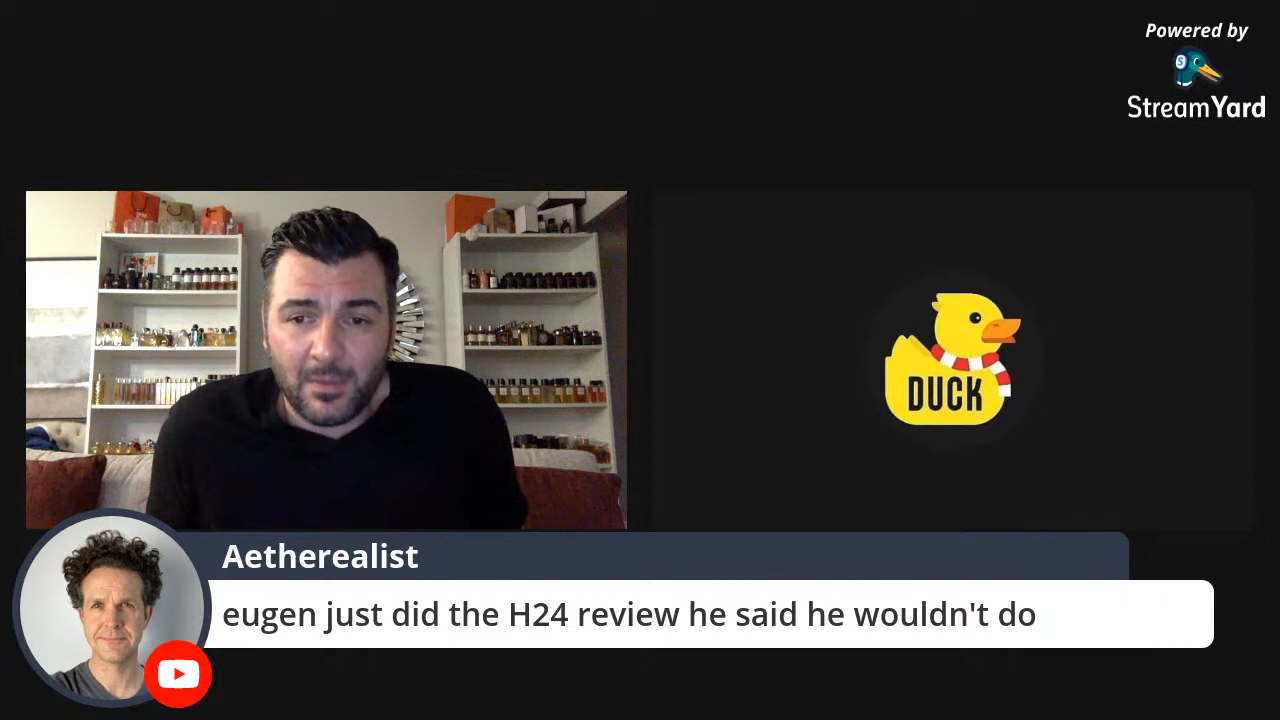 Powered by
StreamYard
DUCK
Aetherealist
eugen just did the H24 review he said he wouldn't do